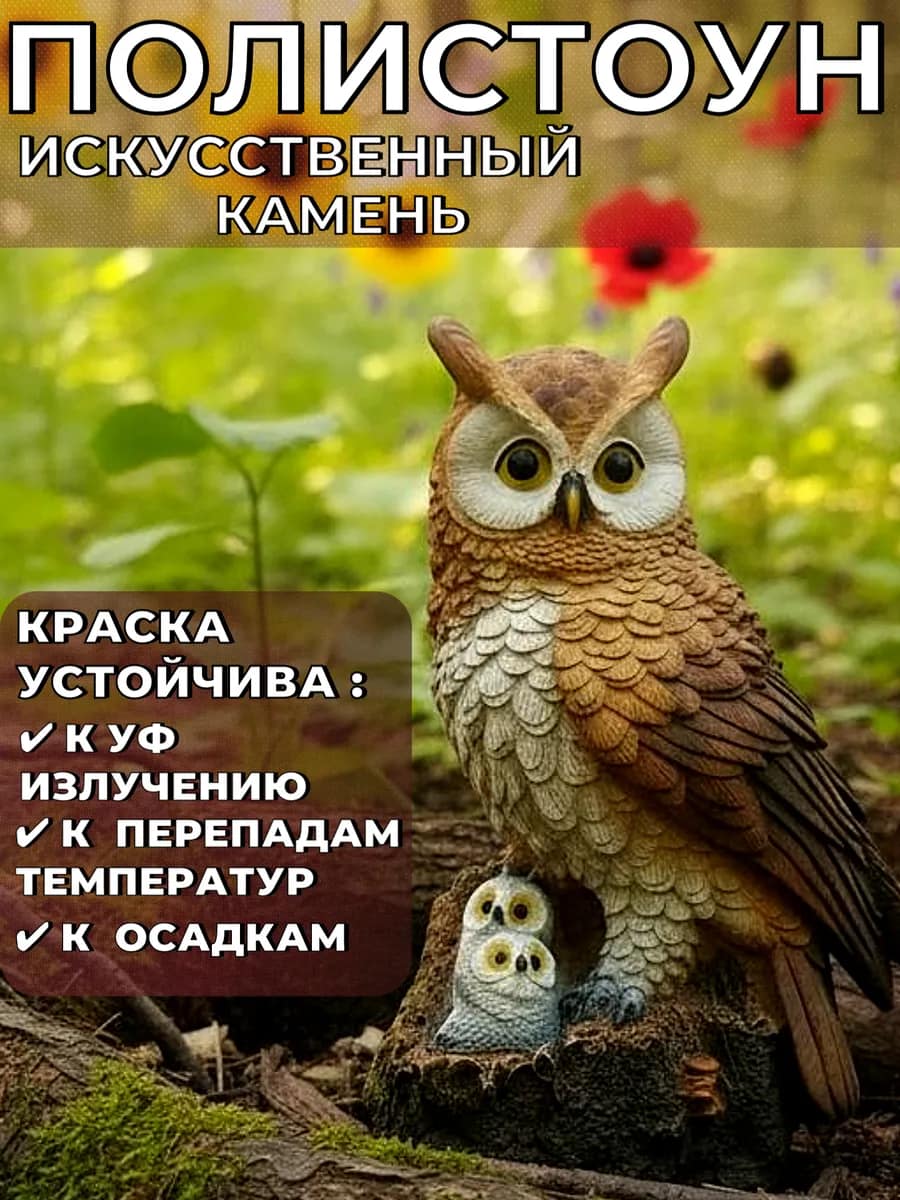 ПОЛИСТОУН
ИСКУССТВЕННЫЙ
КАМЕНЬ
КРАСКА
УСТОЙЧИВА :
✔ К УФ
ИЗЛУЧЕНИЮ
✔ К ПЕРЕПАДАМ
ТЕМПЕРАТУР
✔ К ОСАДКАМ